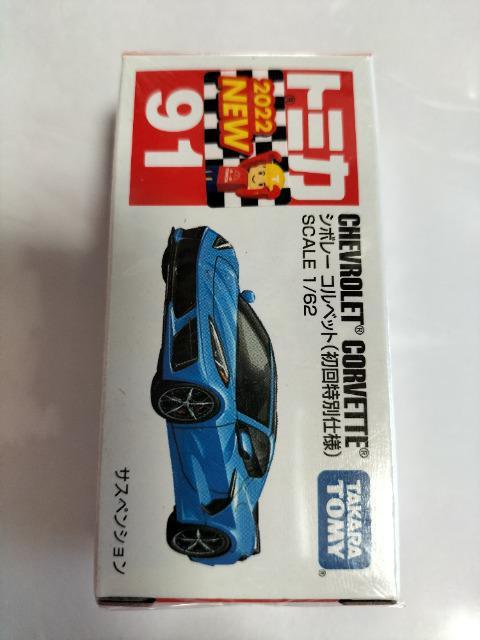 トミカ®
2022
NEW
91
CHEVROLET® CORVETTE®
シボレー コルベット(初回特別仕様)
SCALE 1/62
TAKARA
TOMY®
サスペンション